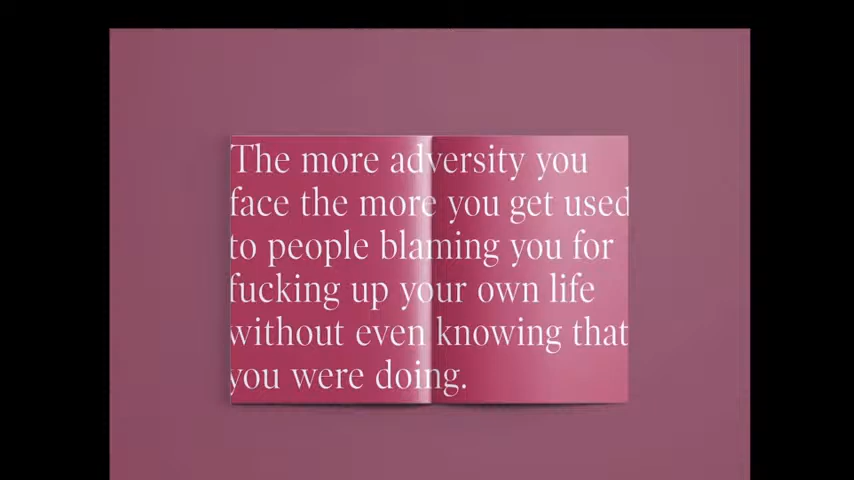 The more adversity you
face the more you get used
to people blaming you for
fucking up your own life
without even knowing that
you were doing.